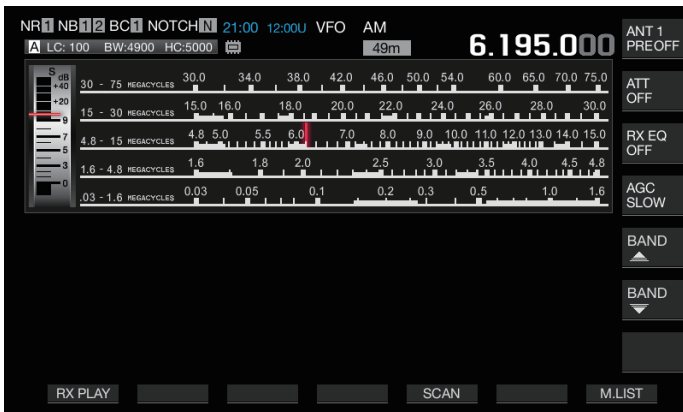 NR 1 NB 1 2 BC 1 NOTCH N 21:00 12:00U VFO AM
A LC: 100 BW:4900 HC:5000 49m 6.195.000
ANT 1
PREOFF
S
dB
+40
+20
9
7
5
3
0
30 - 75 MEGACYCLES 30.0 34.0 38.0 42.0 46.0 50.0 54.0 60.0 65.0 70.0 75.0
15 - 30 MEGACYCLES 15.0 16.0 18.0 20.0 22.0 24.0 26.0 28.0 30.0
4.8 - 15 MEGACYCLES 4.8 5.0 5.5 6.0 7.0 8.0 9.0 10.0 11.0 12.0 13.0 14.0 15.0
1.6 - 4.8 MEGACYCLES 1.6 1.8 2.0 2.5 3.0 3.5 4.0 4.5 4.8
.03 - 1.6 MEGACYCLES 0.03 0.05 0.1 0.2 0.3 0.5 1.0 1.6
ATT
OFF
RX EQ
OFF
AGC
SLOW
BAND
BAND
RX PLAY SCAN M.LIST